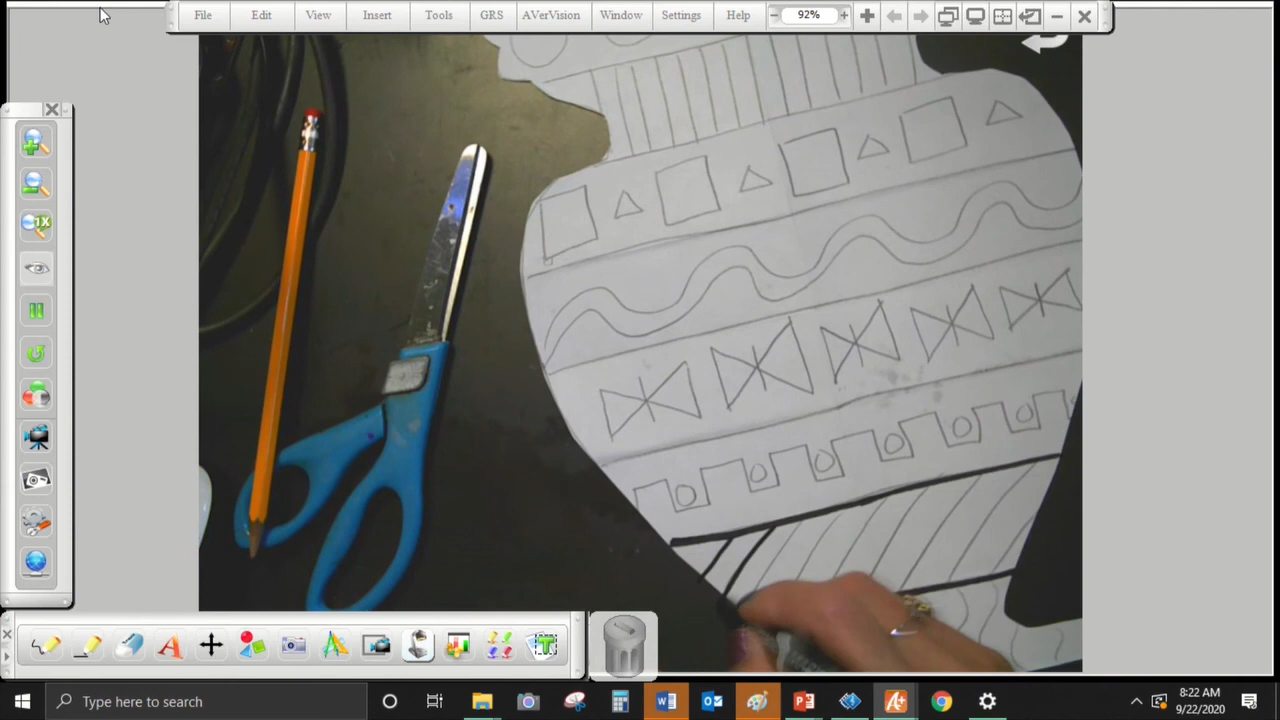 File Edit View Insert Tools GRS AVerVision Window Settings Help 92%
1X
A
T
Type here to search
8:22 AM
9/22/2020